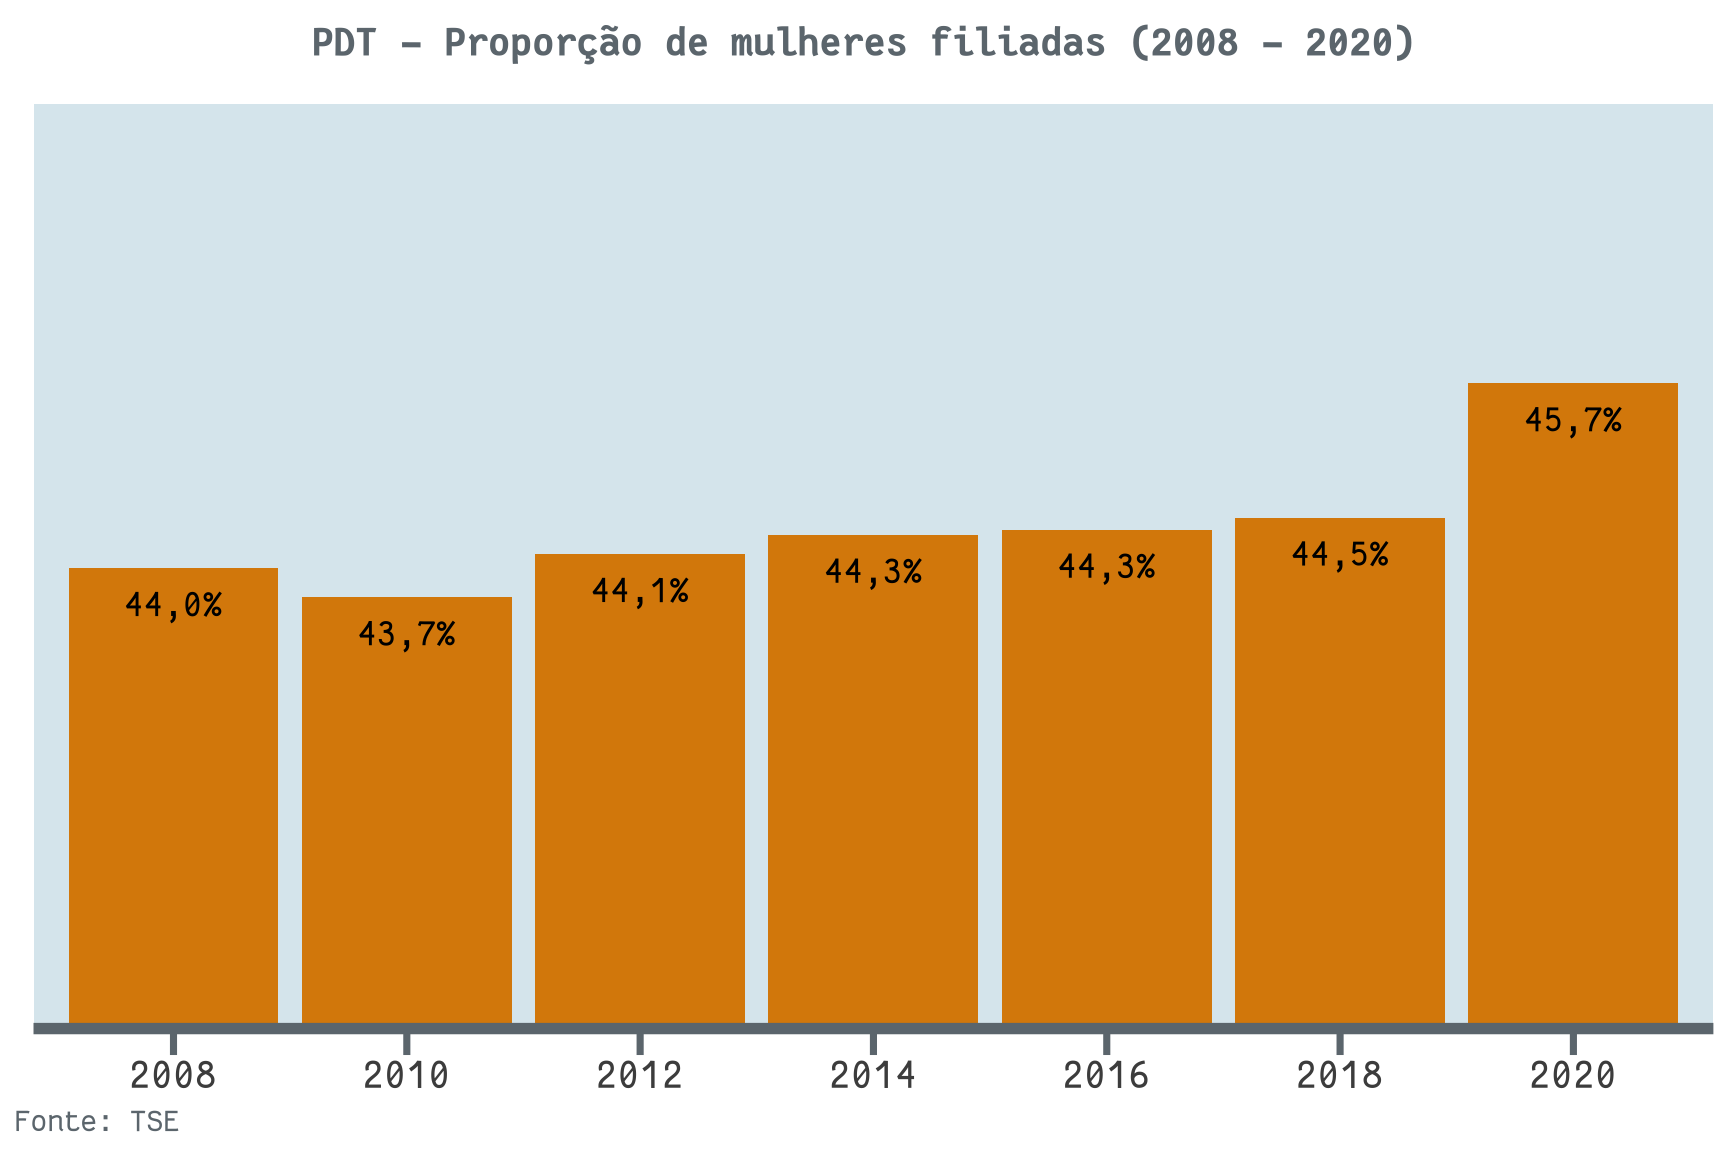 PDT – Proporção de mulheres filiadas (2008 – 2020)
45,7%
44,5%
44,3%
44,3%
44,1%
44,0%
43,7%
2008 2010 2012 2014 2016 2018 2020
Fonte: TSE